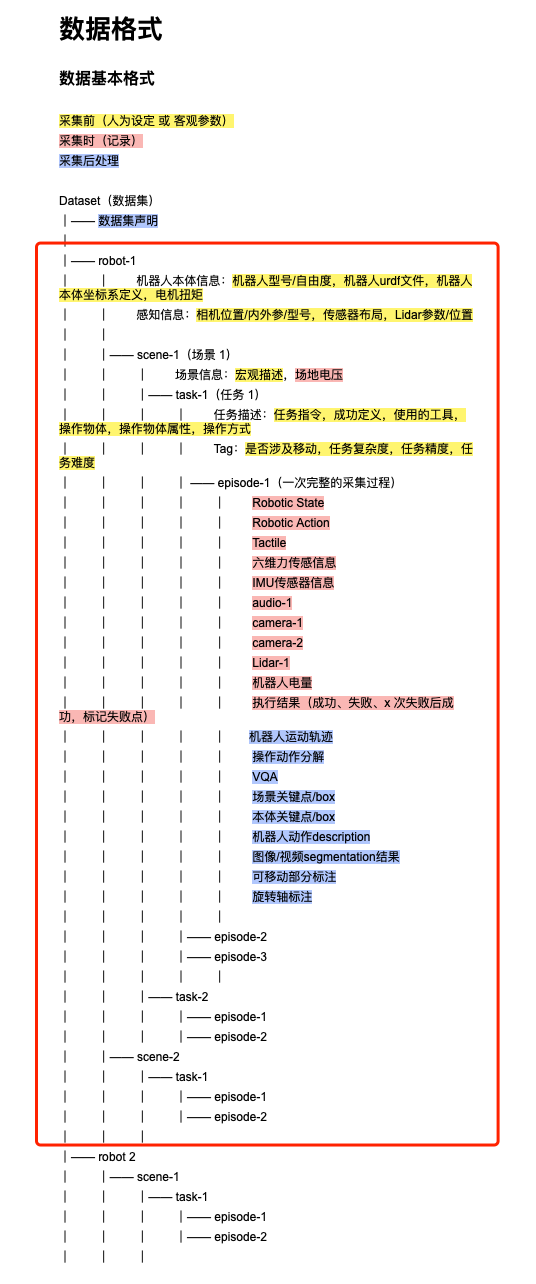 数据格式
数据基本格式
采集前（人为设定 或 客观参数）
采集时（记录）
采集后处理
Dataset（数据集）
| —— 数据集声明
|
| —— robot-1
| | 机器人本体信息：机器人型号/自由度，机器人urdf文件，机器人
本体坐标系定义，电机扭矩
| | 感知信息：相机位置/内外参/型号，传感器布局，Lidar参数/位置
| |
| | —— scene-1（场景 1）
| | | 场景信息：宏观描述，场地电压
| | | —— task-1（任务 1）
| | | | 任务描述：任务指令，成功定义，使用的工具，
操作物体，操作物体属性，操作方式
| | | | Tag：是否涉及移动，任务复杂度，任务精度，任
务难度
| | | | —— episode-1（一次完整的采集过程）
| | | | | Robotic State
| | | | | Robotic Action
| | | | | Tactile
| | | | | 六维力传感信息
| | | | | IMU传感器信息
| | | | | audio-1
| | | | | camera-1
| | | | | camera-2
| | | | | Lidar-1
| | | | | 机器人电量
| | | | | 执行结果（成功、失败、x 次失败后成
功，标记失败点）
| | | | | 机器人运动轨迹
| | | | | 操作动作分解
| | | | | VQA
| | | | | 场景关键点/box
| | | | | 本体关键点/box
| | | | | 机器人动作description
| | | | | 图像/视频segmentation结果
| | | | | 可移动部分标注
| | | | | 旋转轴标注
| | | | |
| | | | —— episode-2
| | | | —— episode-3
| | | | |
| | | —— task-2
| | | | —— episode-1
| | | | —— episode-2
| | —— scene-2
| | | —— task-1
| | | | —— episode-1
| | | | —— episode-2
| | |
| —— robot 2
| | —— scene-1
| | | —— task-1
| | | | —— episode-1
| | | | —— episode-2
| | |